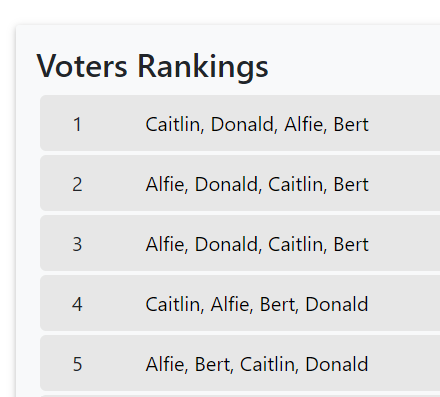 Voters Rankings
1 Caitlin, Donald, Alfie, Bert
2 Alfie, Donald, Caitlin, Bert
3 Alfie, Donald, Caitlin, Bert
4 Caitlin, Alfie, Bert, Donald
5 Alfie, Bert, Caitlin, Donald